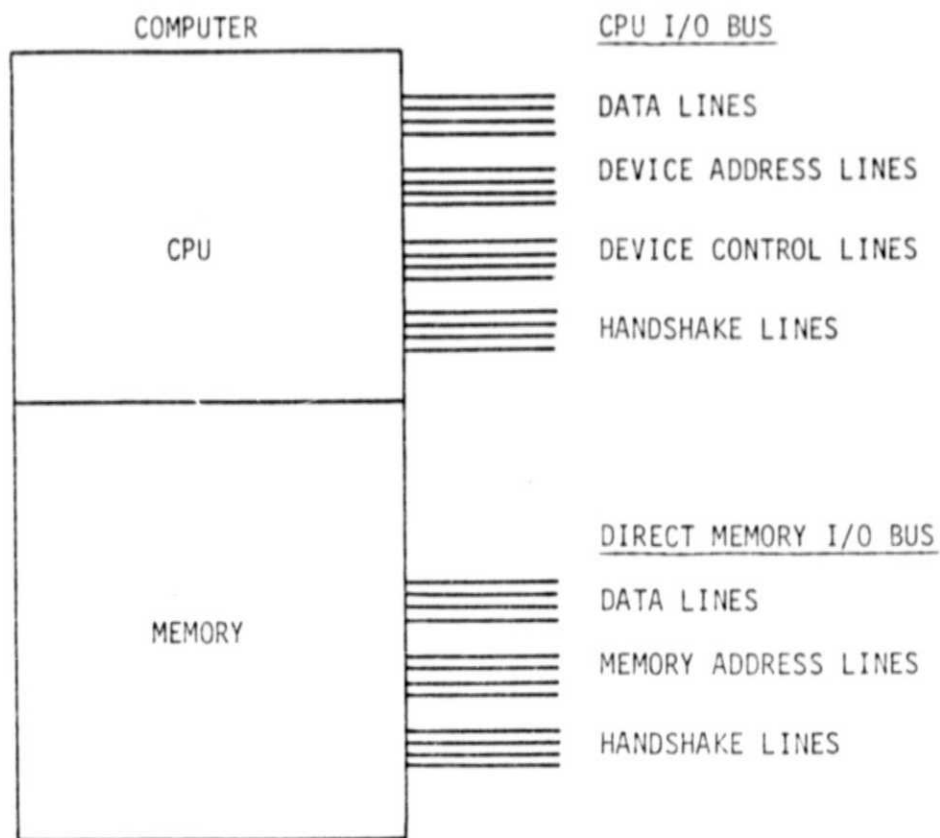 COMPUTER
CPU I/O BUS
DATA LINES
DEVICE ADDRESS LINES
CPU
DEVICE CONTROL LINES
HANDSHAKE LINES
DIRECT MEMORY I/O BUS
DATA LINES
MEMORY
MEMORY ADDRESS LINES
HANDSHAKE LINES